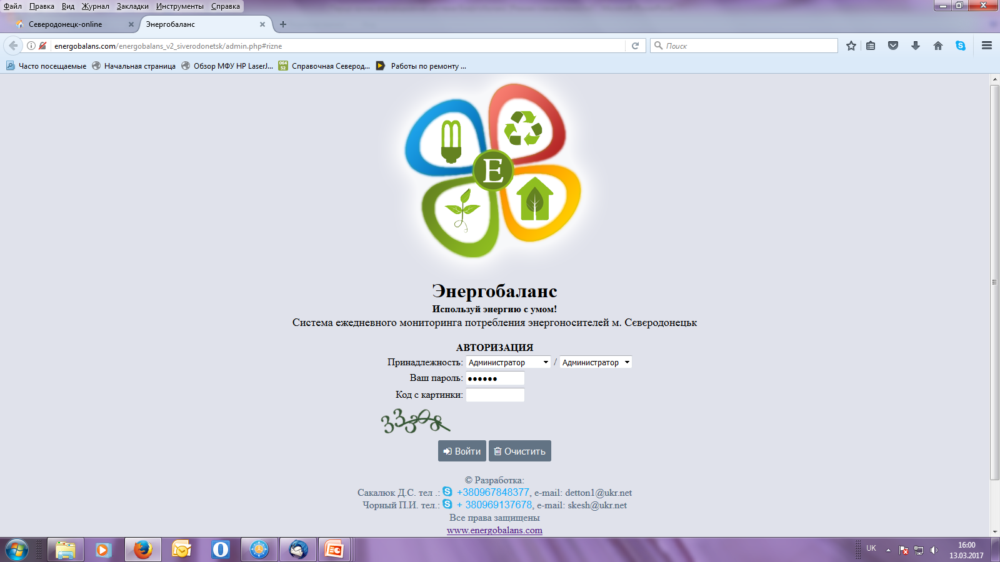 Файл Правка Вид Журнал Закладки Инструменты Справка
Северодонецк-online
Энергобаланс
energobalans.com/energobalans_v2_siverodonetsk/admin.php#rizne
Поиск
Часто посещаемые Начальная страница Обзор МФУ HP LaserJ... Справочная Северод... Работы по ремонту ...
E
Энергобаланс
Используй энергию с умом!
Система ежедневного мониторинга потребления энергоносителей м. Сєвєродонецьк
АВТОРИЗАЦИЯ
Принадлежность: Администратор / Администратор
Ваш пароль: ●●●●●●
Код с картинки:
33308
Войти Очистить
© Разработка:
Сакалюк Д.С. тел .: +380967848377, e-mail: detton1@ukr.net
Чорный П.И. тел.: + 380969137678, e-mail: skesh@ukr.net
Все права защищены
www.energobalans.com
UK
16:00
13.03.2017